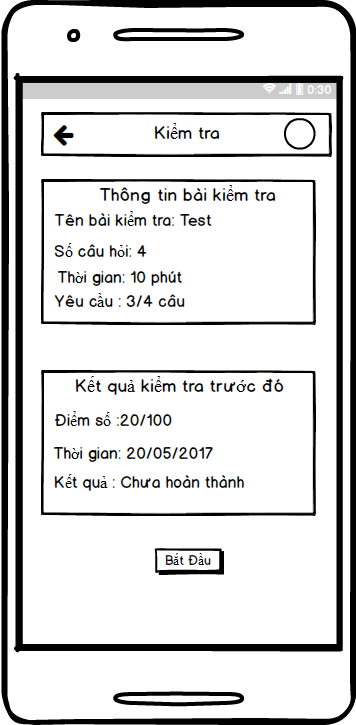 0:30
Kiểm tra
Thông tin bài kiểm tra
Tên bài kiểm tra: Test
Số câu hỏi: 4
Thời gian: 10 phút
Yêu cầu : 3/4 câu
Kết quả kiểm tra trước đó
Điểm số :20/100
Thời gian: 20/05/2017
Kết quả : Chưa hoàn thành
Bắt Đầu